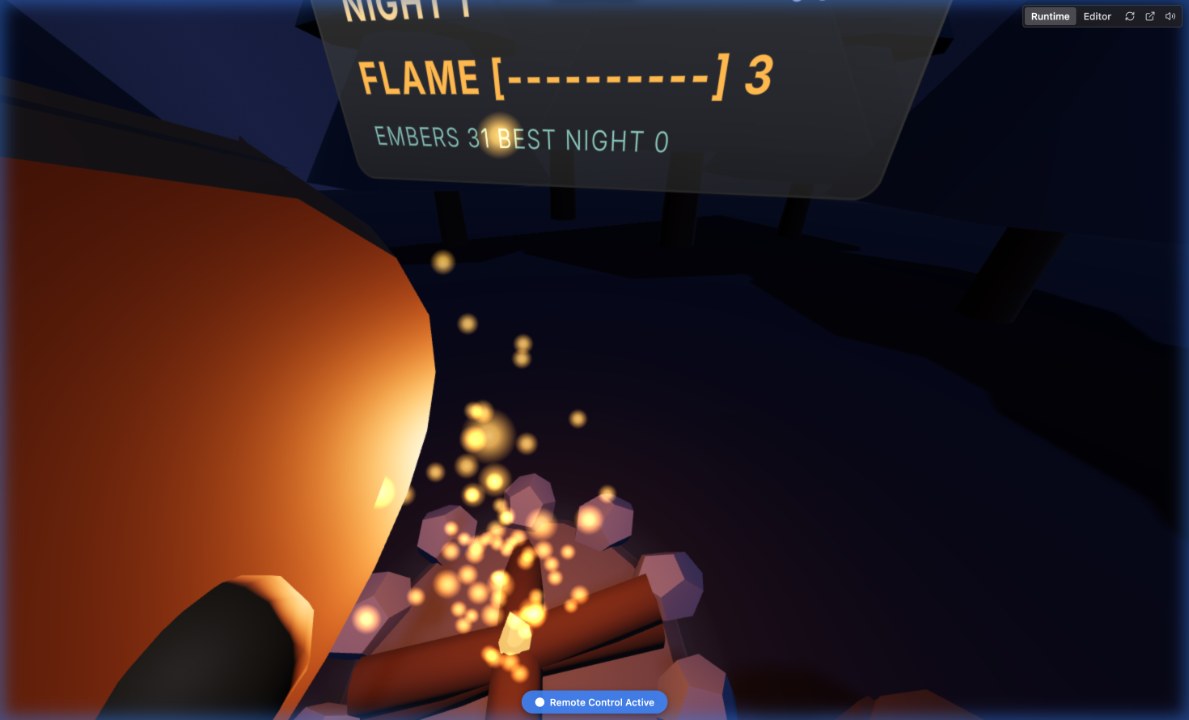 Runtime Editor
NIGHT 1
FLAME [----------] 3
EMBERS 31 BEST NIGHT 0
Remote Control Active